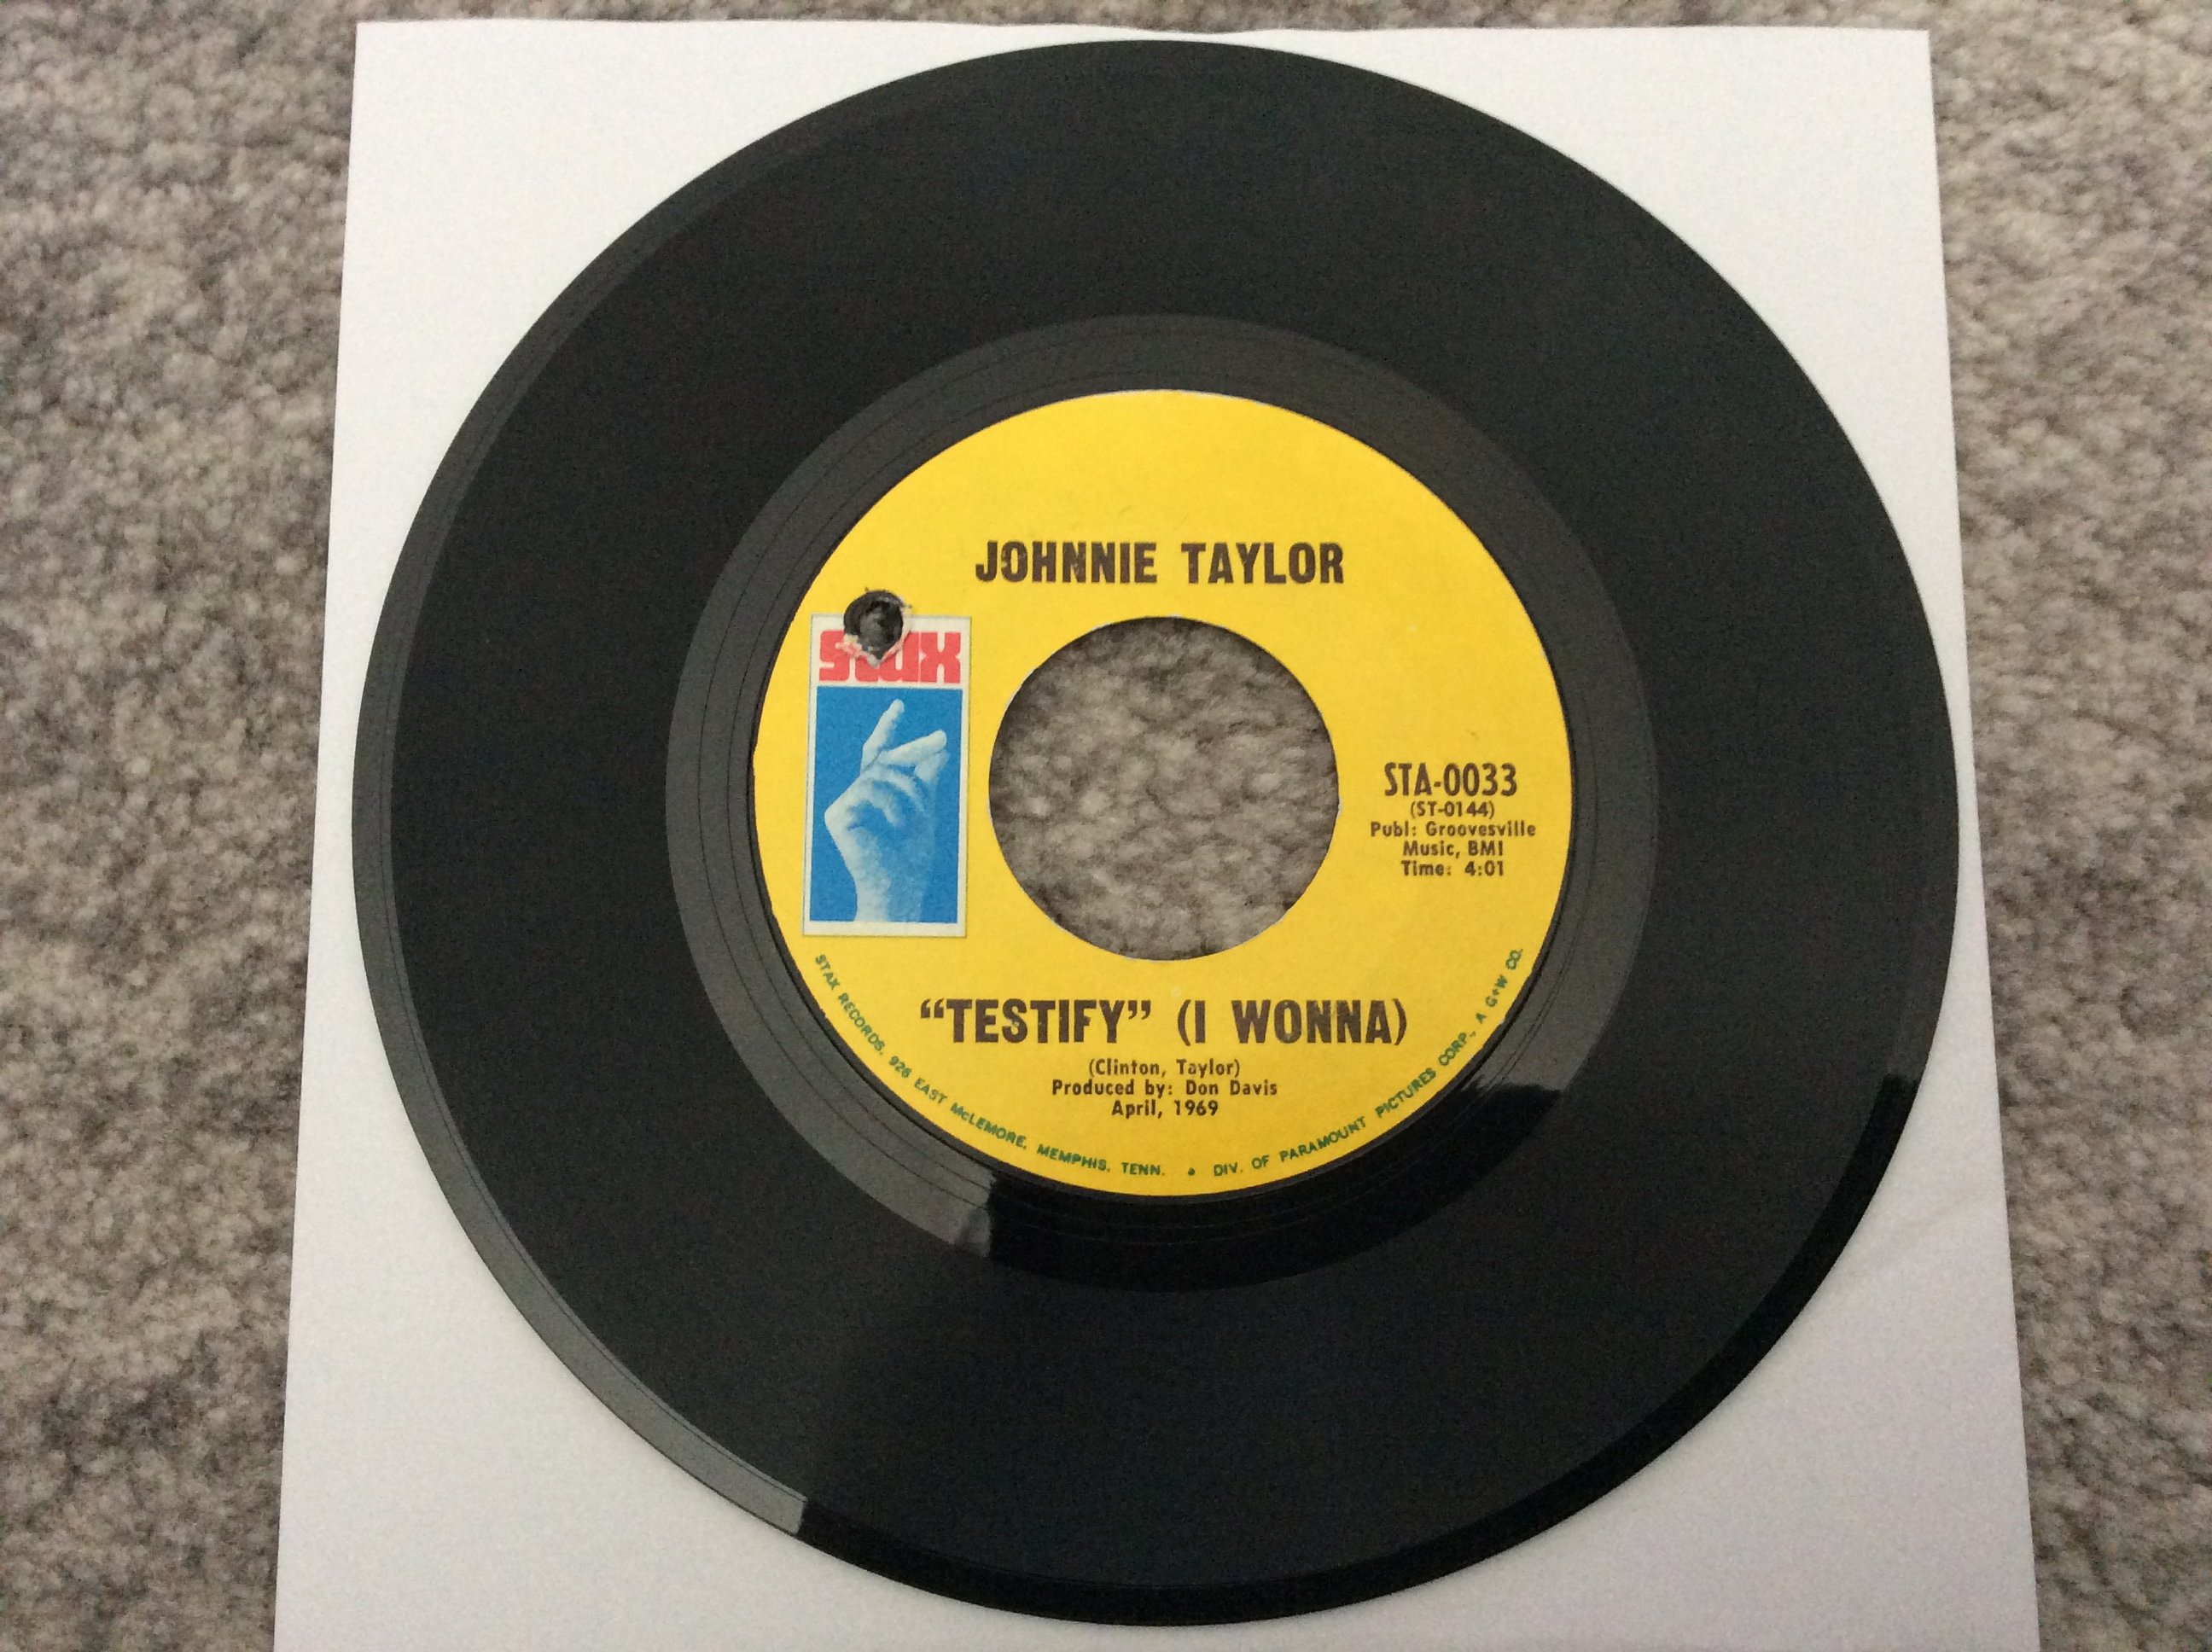 JOHNNIE TAYLOR
stax
STA-0033
(ST-0144)
Publ: Groovesville
Music, BMI
Time: 4:01
“TESTIFY” (I WONNA)
(Clinton, Taylor)
Produced by: Don Davis
April, 1969
STAX RECORDS, 926 EAST McLEMORE, MEMPHIS, TENN. • DIV. OF PARAMOUNT PICTURES CORP., A G+W CO.